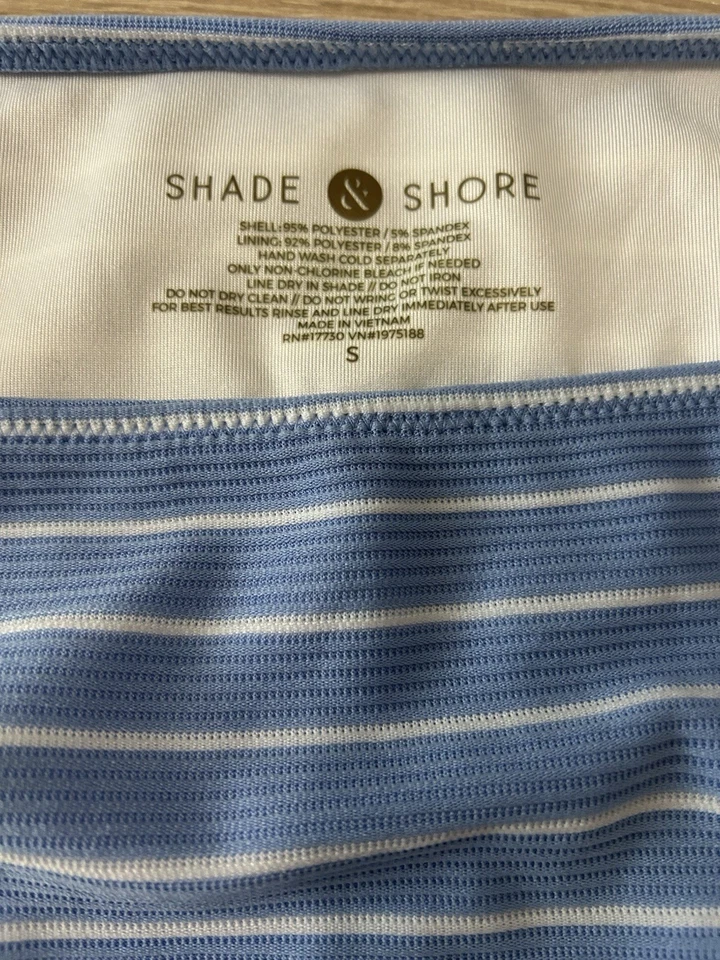 SHADE & SHORE
SHELL: 95% POLYESTER / 5% SPANDEX
LINING: 92% POLYESTER / 8% SPANDEX
HAND WASH COLD SEPARATELY
ONLY NON-CHLORINE BLEACH IF NEEDED
LINE DRY IN SHADE // DO NOT IRON
DO NOT DRY CLEAN // DO NOT WRING OR TWIST EXCESSIVELY
FOR BEST RESULTS RINSE AND LINE DRY IMMEDIATELY AFTER USE
MADE IN VIETNAM
RN#17730 VN#1975188
S